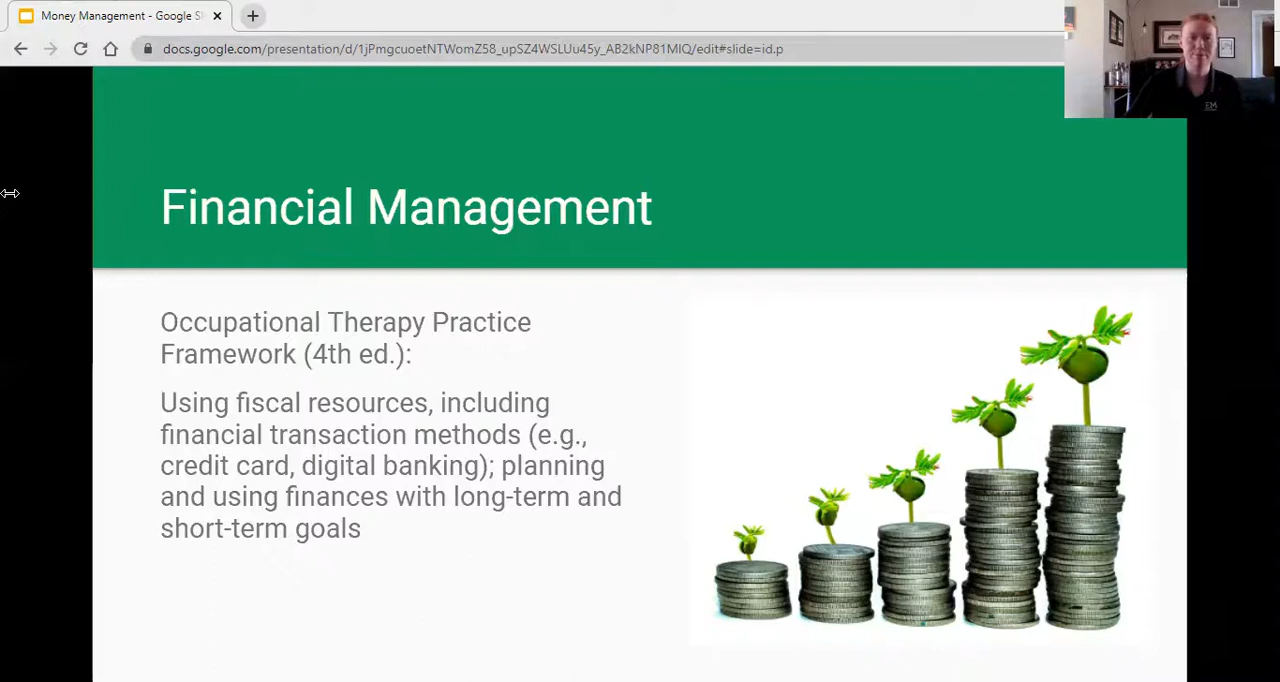 Money Management - Google Sl
docs.google.com/presentation/d/1jPmgcuoetNTWomZ58_upSZ4WSLUu45y_AB2kNP81MIQ/edit#slide=id.p
Financial Management
Occupational Therapy Practice
Framework (4th ed.):
Using fiscal resources, including
financial transaction methods (e.g.,
credit card, digital banking); planning
and using finances with long-term and
short-term goals